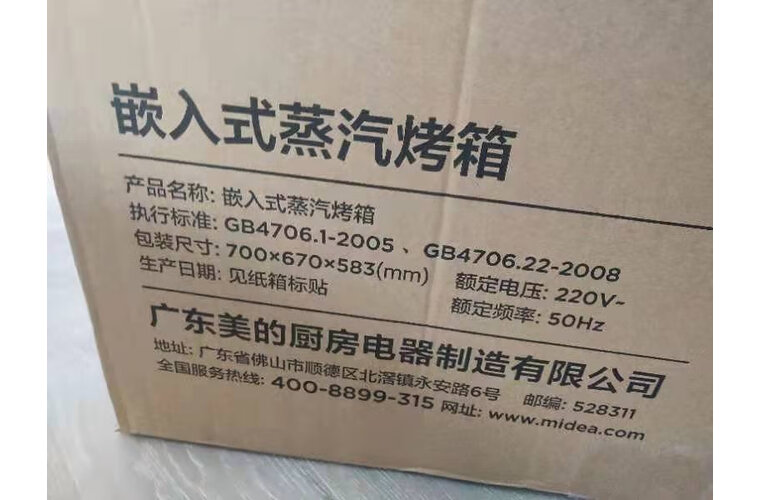 嵌入式蒸汽烤箱
产品名称: 嵌入式蒸汽烤箱
执行标准: GB4706.1-2005 、GB4706.22-2008
包装尺寸: 700×670×583(mm) 额定电压: 220V~
生产日期: 见纸箱标贴 额定频率: 50Hz
广东美的厨房电器制造有限公司
地址: 广东省佛山市顺德区北滘镇永安路6号 邮编: 528311
全国服务热线: 400-8899-315 网址: www.midea.com